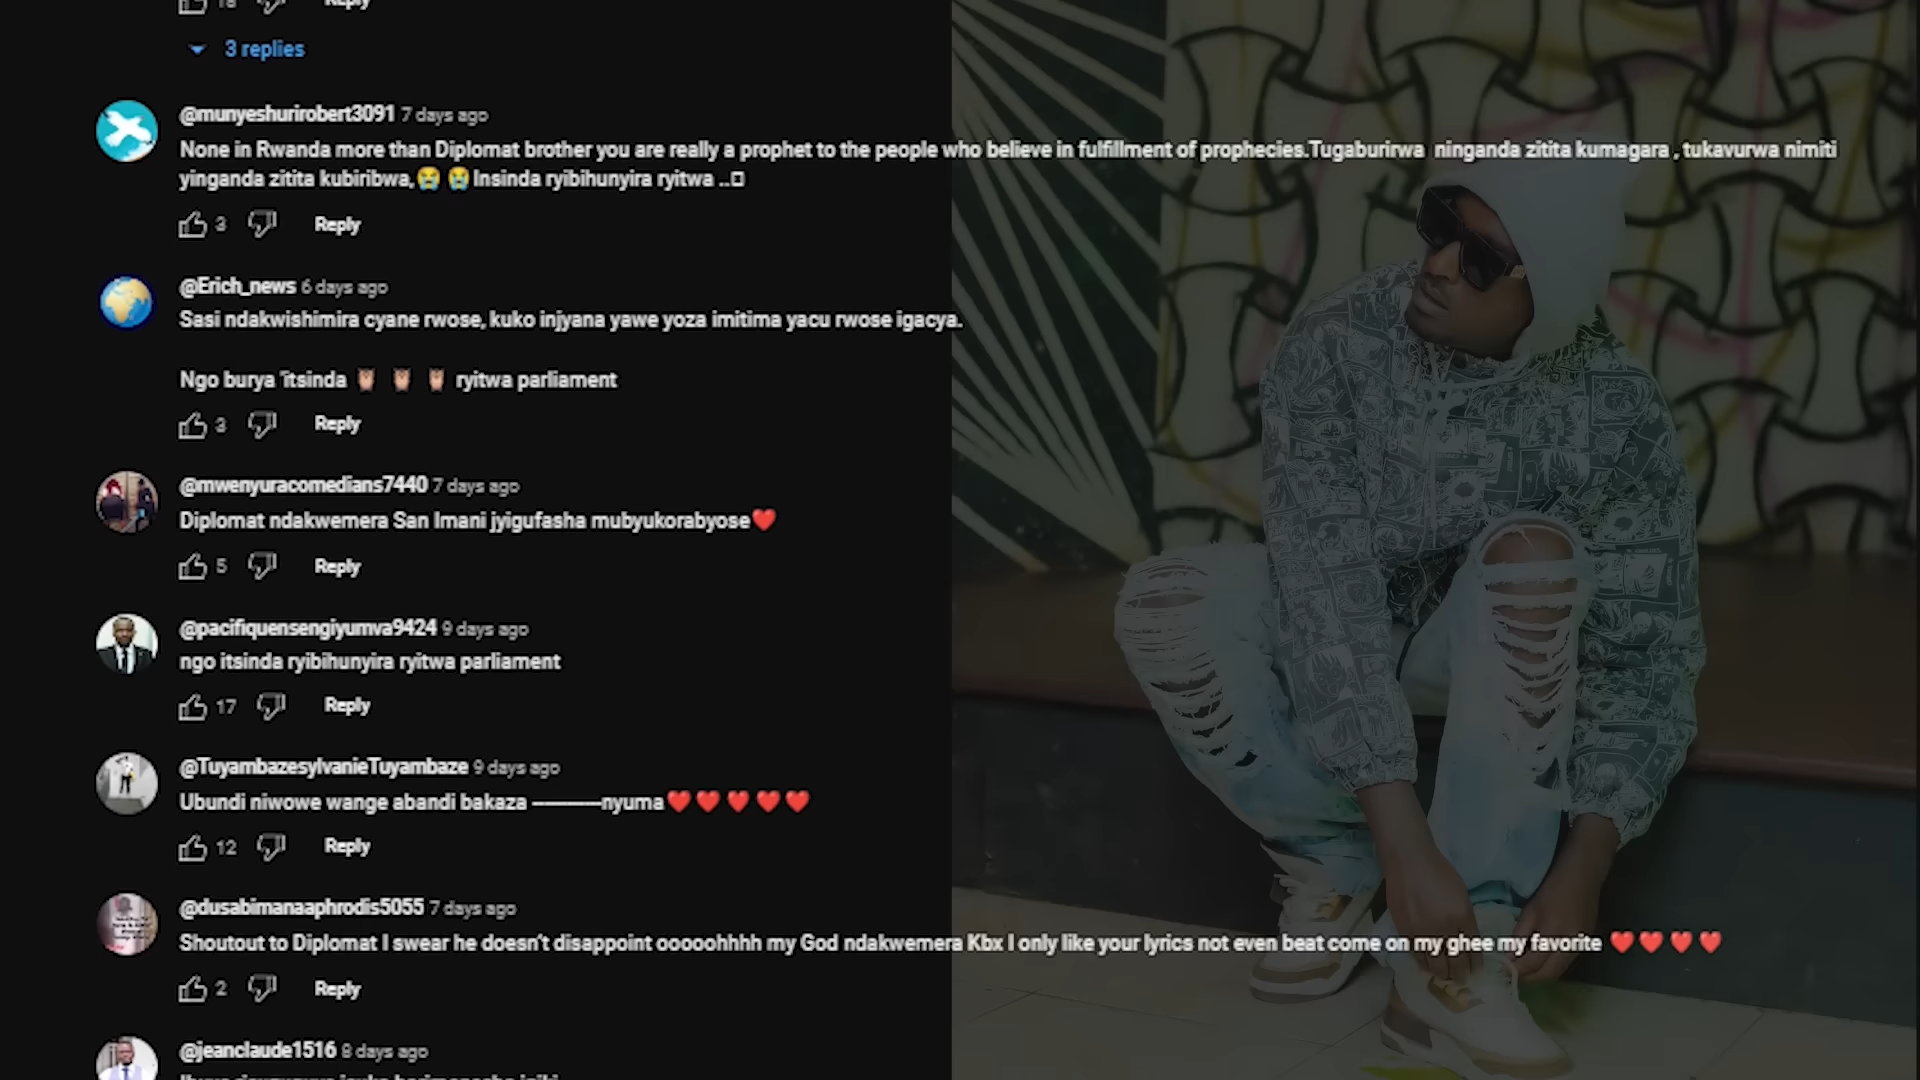 18 Reply
3 replies
@munyeshurirobert3091 7 days ago
None in Rwanda more than Diplomat brother you are really a prophet to the people who believe in fulfillment of prophecies.Tugaburirwa ninganda zitita kumagara , tukavurwa nimiti
yinganda zitita kubiribwa,😭 😭Insinda ryibihunyira ryitwa ..
3 Reply
@Erich_news 6 days ago
Sasi ndakwishimira cyane rwose, kuko injyana yawe yoza imitima yacu rwose igacya.
Ngo burya "itsinda 🦉 🦉 🦉 ryitwa parliament
3 Reply
@mwenyuracomedians7440 7 days ago
Diplomat ndakwemera San Imani jyigufasha mubyukorabyose❤️
5 Reply
@pacifiquensengiyumva9424 9 days ago
ngo itsinda ryibihunyira ryitwa parliament
17 Reply
@TuyambazesylvanieTuyambaze 9 days ago
Ubundi niwowe wange abandi bakaza ----------nyuma❤️❤️❤️❤️❤️
12 Reply
@dusabimanaaphrodis5055 7 days ago
Shoutout to Diplomat I swear he doesn't disappoint ooooohhhh my God ndakwemera Kbx I only like your lyrics not even beat come on my ghee my favorite ❤️❤️❤️❤️
2 Reply
@jeanclaude1516 8 days ago